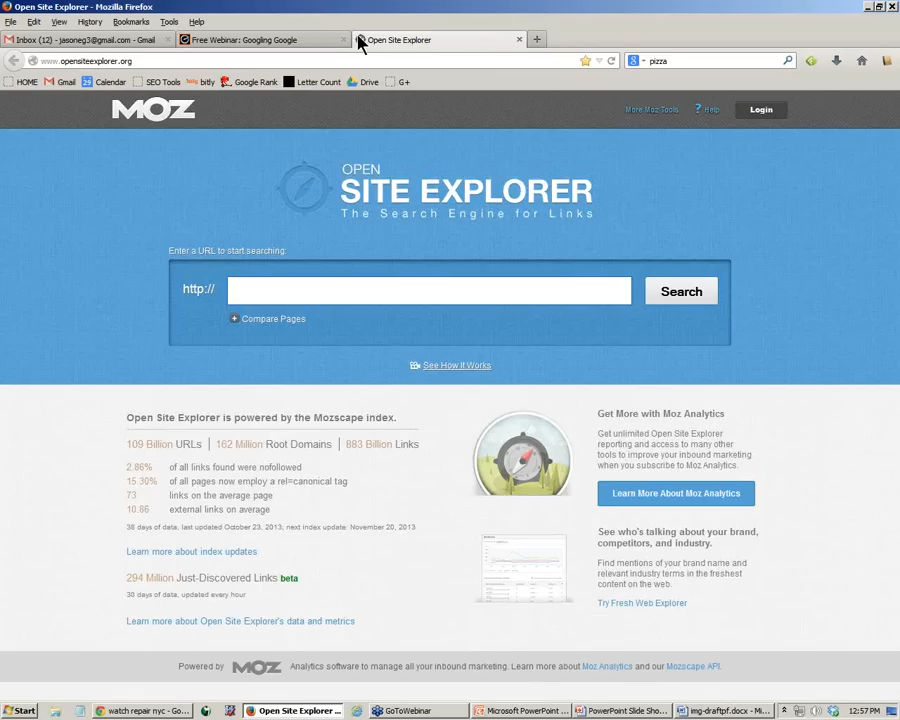 Open Site Explorer - Mozilla Firefox
File Edit View History Bookmarks Tools Help
Inbox (12) - jasoneg3@gmail.com - Gmail
Free Webinar: Googling Google
Open Site Explorer
www.opensiteexplorer.org
pizza
HOME Gmail Calendar SEO Tools bitly Google Rank Letter Count Drive G+
MOZ
More Moz Tools ? Help Login
OPEN
SITE EXPLORER
The Search Engine for Links
Enter a URL to start searching:
http://
Search
Compare Pages
See How It Works
Open Site Explorer is powered by the Mozscape index.
109 Billion URLs | 162 Million Root Domains | 883 Billion Links
2.86% of all links found were nofollowed
15.30% of all pages now employ a rel=canonical tag
73 links on the average page
10.86 external links on average
38 days of data, last updated October 23, 2013; next index update: November 20, 2013
Learn more about index updates
294 Million Just-Discovered Links beta
30 days of data, updated every hour
Learn more about Open Site Explorer's data and metrics
Get More with Moz Analytics
Get unlimited Open Site Explorer
reporting and access to many other
tools to improve your inbound marketing
when you subscribe to Moz Analytics.
Learn More About Moz Analytics
See who's talking about your brand,
competitors, and industry.
Find mentions of your brand name and
relevant industry terms in the freshest
content on the web.
Try Fresh Web Explorer
Powered by MOZ Analytics software to manage all your inbound marketing. Learn more about Moz Analytics and our Mozscape API.
Start
watch repair nyc - Go...
Open Site Explorer ...
GoToWebinar
Microsoft PowerPoint ...
PowerPoint Slide Sho...
img-draftpf.docx - M...
12:57 PM